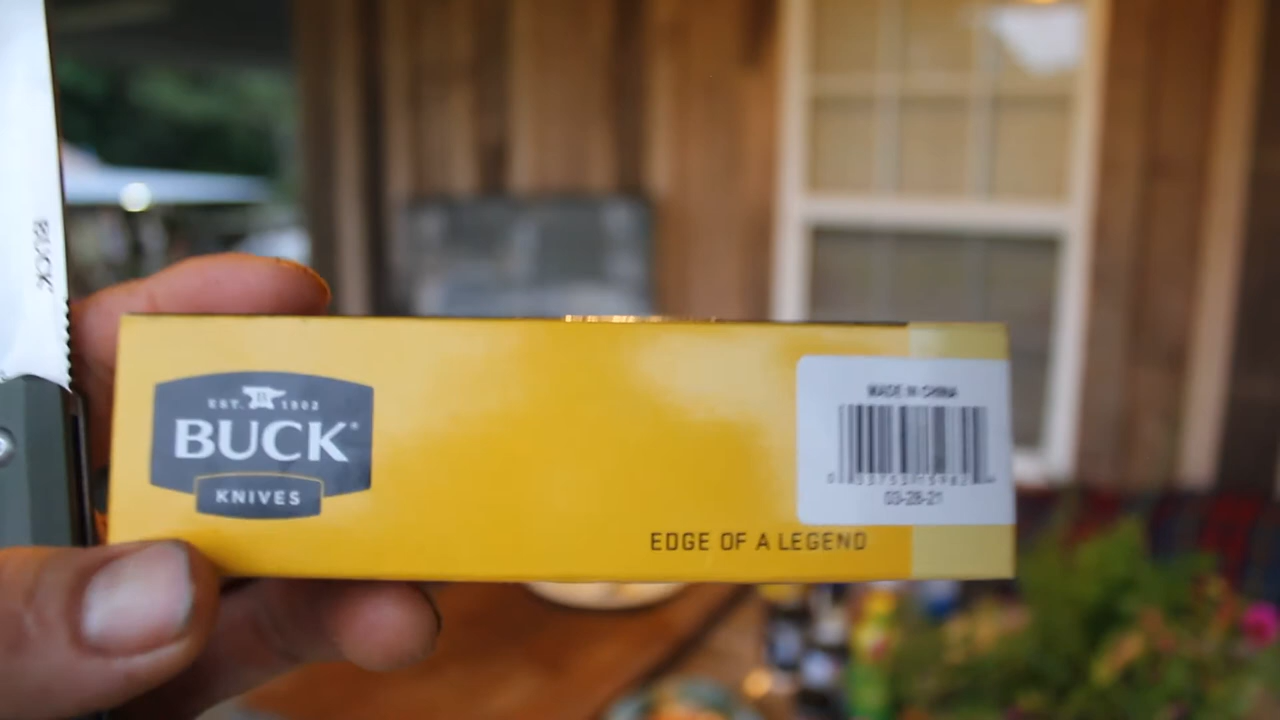 BUCK
EST. 1902
BUCK®
KNIVES
MADE IN CHINA
03-28-21
EDGE OF A LEGEND